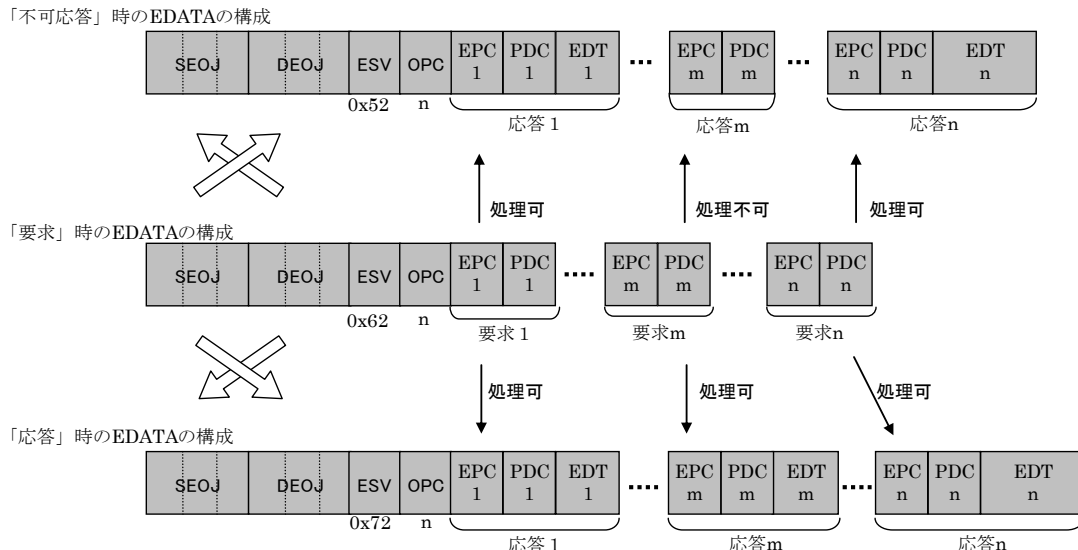 「不可応答」時のEDATAの構成
SEOJ DEOJ ESV OPC EPC 1 PDC 1 EDT 1 … EPC m PDC m … EPC n PDC n EDT n
0x52 n 応答1 応答m 応答n
処理可 処理不可 処理可
「要求」時のEDATAの構成
SEOJ DEOJ ESV OPC EPC 1 PDC 1 …. EPC m PDC m …. EPC n PDC n
0x62 n 要求1 要求m 要求n
処理可 処理可 処理可
「応答」時のEDATAの構成
SEOJ DEOJ ESV OPC EPC 1 PDC 1 EDT 1 …. EPC m PDC m EDT m …. EPC n PDC n EDT n
0x72 n 応答1 応答m 応答n